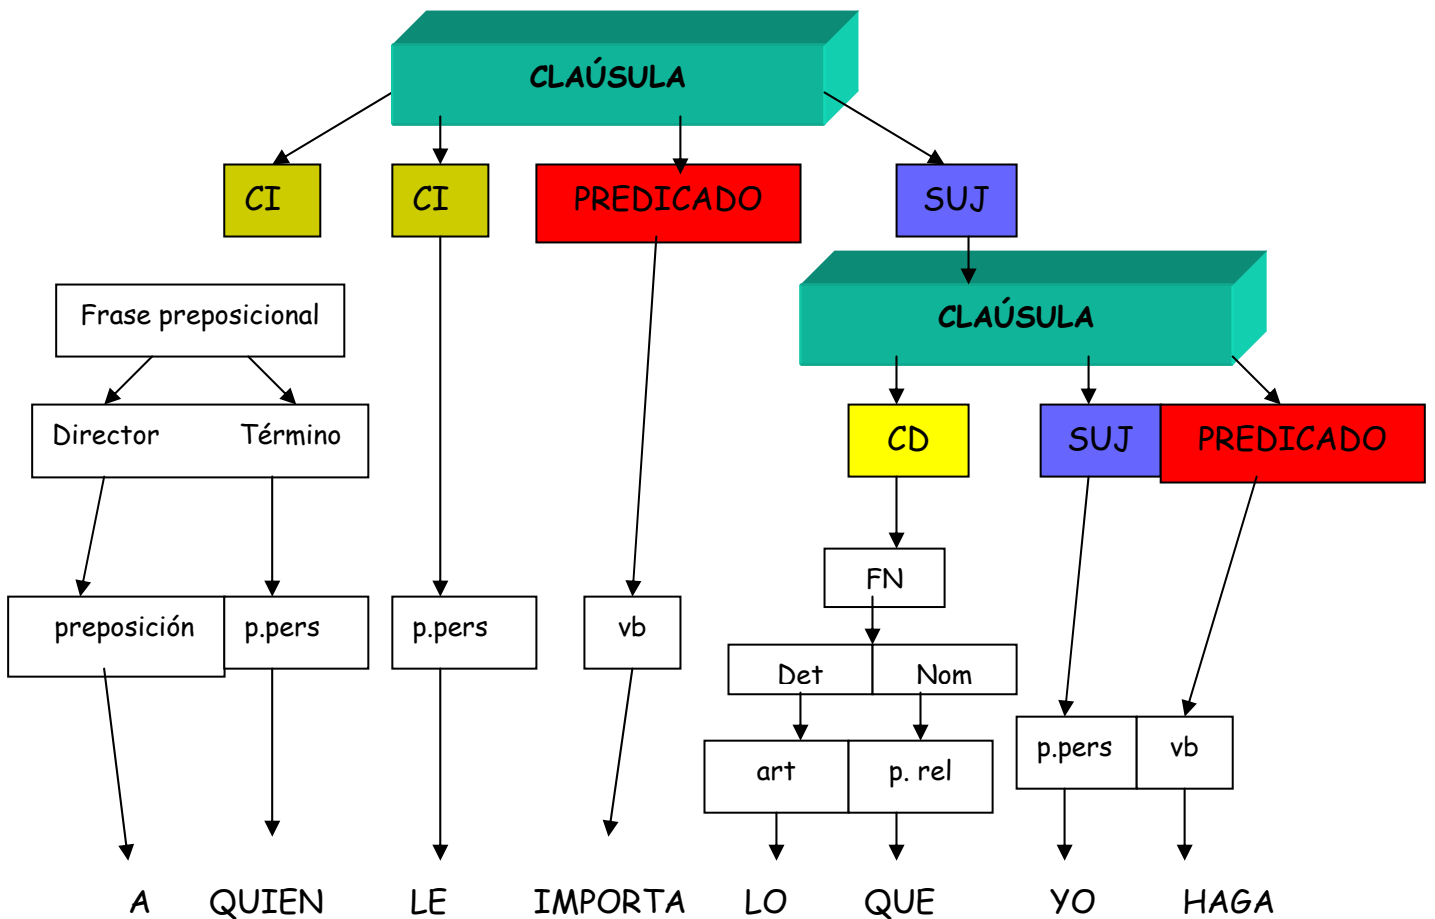 CLAÚSULA
CI CI PREDICADO SUJ
Frase preposicional CLAÚSULA
Director Término CD SUJ PREDICADO
FN
preposición p.pers p.pers vb
Det Nom
p.pers vb
art p. rel
A QUIEN LE IMPORTA LO QUE YO HAGA